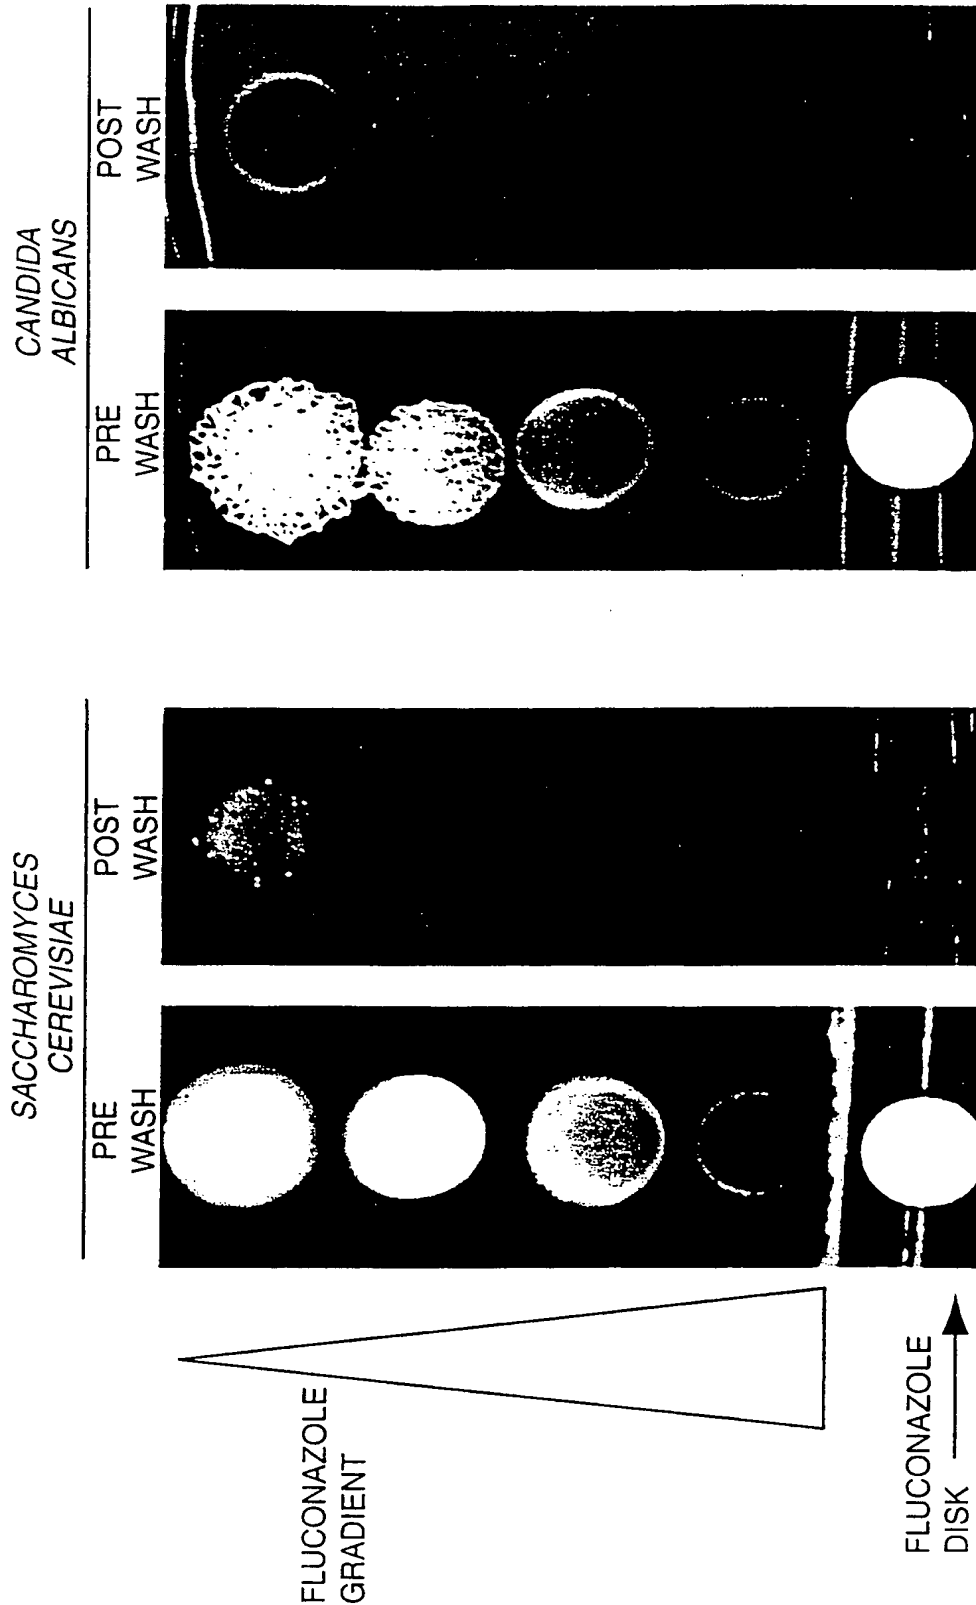 SACCHAROMYCES
CEREVISIAE
CANDIDA
ALBICANS
PRE
WASH
POST
WASH
PRE
WASH
POST
WASH
FLUCONAZOLE
GRADIENT
FLUCONAZOLE
DISK